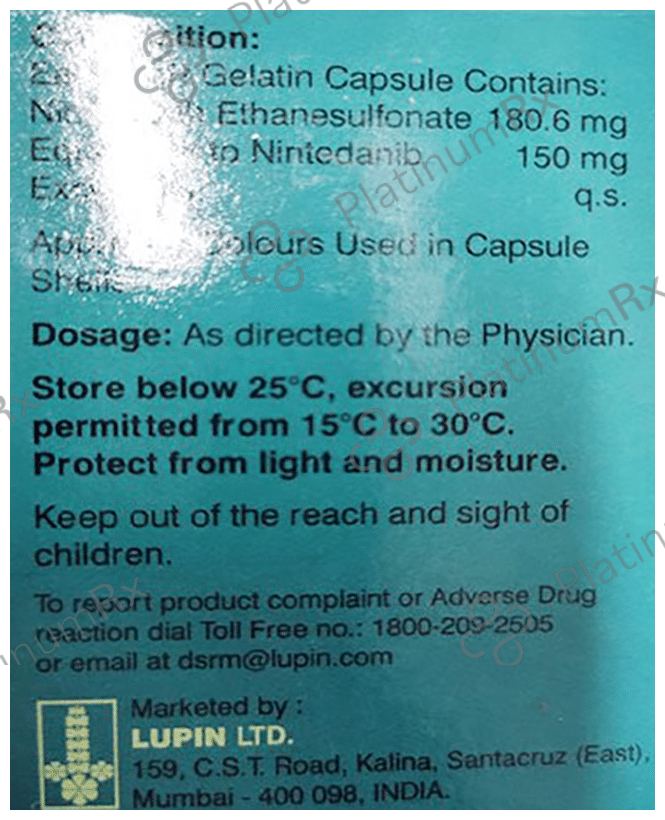 Gelatin Capsule Contains:
Ethanesulfonate 180.6 mg
to Nintedanib 150 mg
q.s.
Colours Used in Capsule
Dosage: As directed by the Physician.
Store below 25°C, excursion
permitted from 15°C to 30°C.
Protect from light and moisture.
Keep out of the reach and sight of
children.
To report product complaint or Adverse Drug
reaction dial Toll Free no.: 1800-209-2505
or email at dsrm@lupin.com
Marketed by :
LUPIN LTD.
159, C.S.T. Road, Kalina, Santacruz (East),
Mumbai - 400 098, INDIA.
PlatinumRx
PlatinumRx